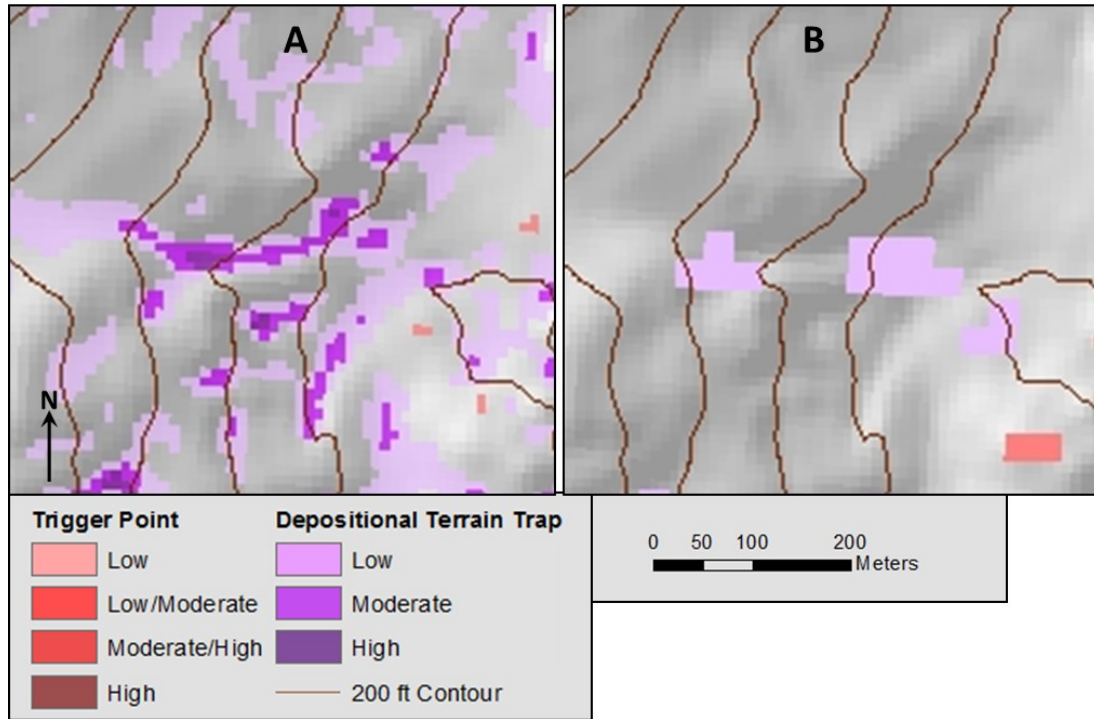 A
B
N
Trigger Point
Low
Low/Moderate
Moderate/High
High
Depositional Terrain Trap
Low
Moderate
High
200 ft Contour
0 50 100 200
Meters